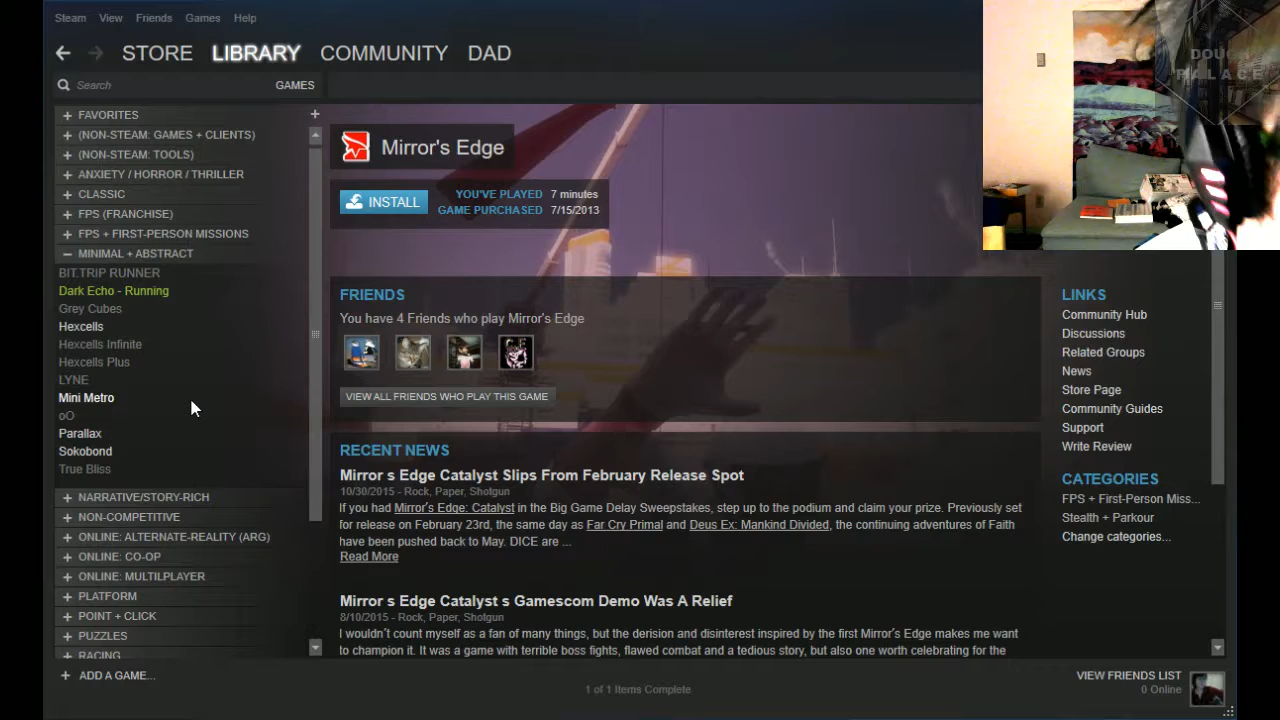 Steam View Friends Games Help
STORE LIBRARY COMMUNITY DAD
Search GAMES
FAVORITES
(NON-STEAM: GAMES + CLIENTS)
(NON-STEAM: TOOLS)
ANXIETY / HORROR / THRILLER
CLASSIC
FPS (FRANCHISE)
FPS + FIRST-PERSON MISSIONS
MINIMAL + ABSTRACT
BIT.TRIP RUNNER
Dark Echo - Running
Grey Cubes
Hexcells
Hexcells Infinite
Hexcells Plus
LYNE
Mini Metro
oO
Parallax
Sokobond
True Bliss
NARRATIVE/STORY-RICH
NON-COMPETITIVE
ONLINE: ALTERNATE-REALITY (ARG)
ONLINE: CO-OP
ONLINE: MULTILPLAYER
PLATFORM
POINT + CLICK
PUZZLES
RACING
ADD A GAME...
Mirror's Edge
INSTALL
YOU'VE PLAYED 7 minutes
GAME PURCHASED 7/15/2013
FRIENDS
You have 4 Friends who play Mirror's Edge
VIEW ALL FRIENDS WHO PLAY THIS GAME
RECENT NEWS
Mirror s Edge Catalyst Slips From February Release Spot
10/30/2015 - Rock, Paper, Shotgun
If you had Mirror's Edge: Catalyst in the Big Game Delay Sweepstakes, step up to the podium and claim your prize. Previously set
for release on February 23rd, the same day as Far Cry Primal and Deus Ex: Mankind Divided, the continuing adventures of Faith
have been pushed back to May. DICE are ...
Read More
Mirror s Edge Catalyst s Gamescom Demo Was A Relief
8/10/2015 - Rock, Paper, Shotgun
I wouldn't count myself as a fan of many things, but the derision and disinterest inspired by the first Mirror's Edge makes me want
to champion it. It was a game with terrible boss fights, flawed combat and a tedious story, but also one worth celebrating for the
1 of 1 Items Complete
LINKS
Community Hub
Discussions
Related Groups
News
Store Page
Community Guides
Support
Write Review
CATEGORIES
FPS + First-Person Miss...
Stealth + Parkour
Change categories...
VIEW FRIENDS LIST
0 Online
PALACE